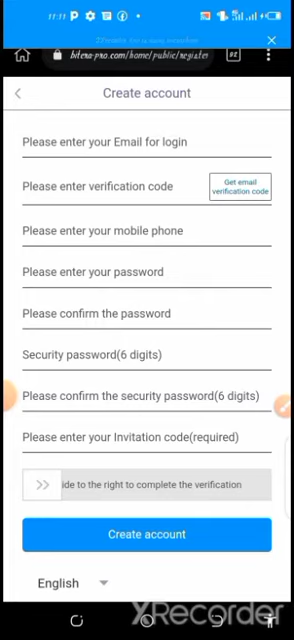 11:11
bitexa-pro.com/home/public/register
Create account
Please enter your Email for login
Please enter verification code
Get email
verification code
Please enter your mobile phone
Please enter your password
Please confirm the password
Security password(6 digits)
Please confirm the security password(6 digits)
Please enter your Invitation code(required)
ide to the right to complete the verification
Create account
English
XRecorder